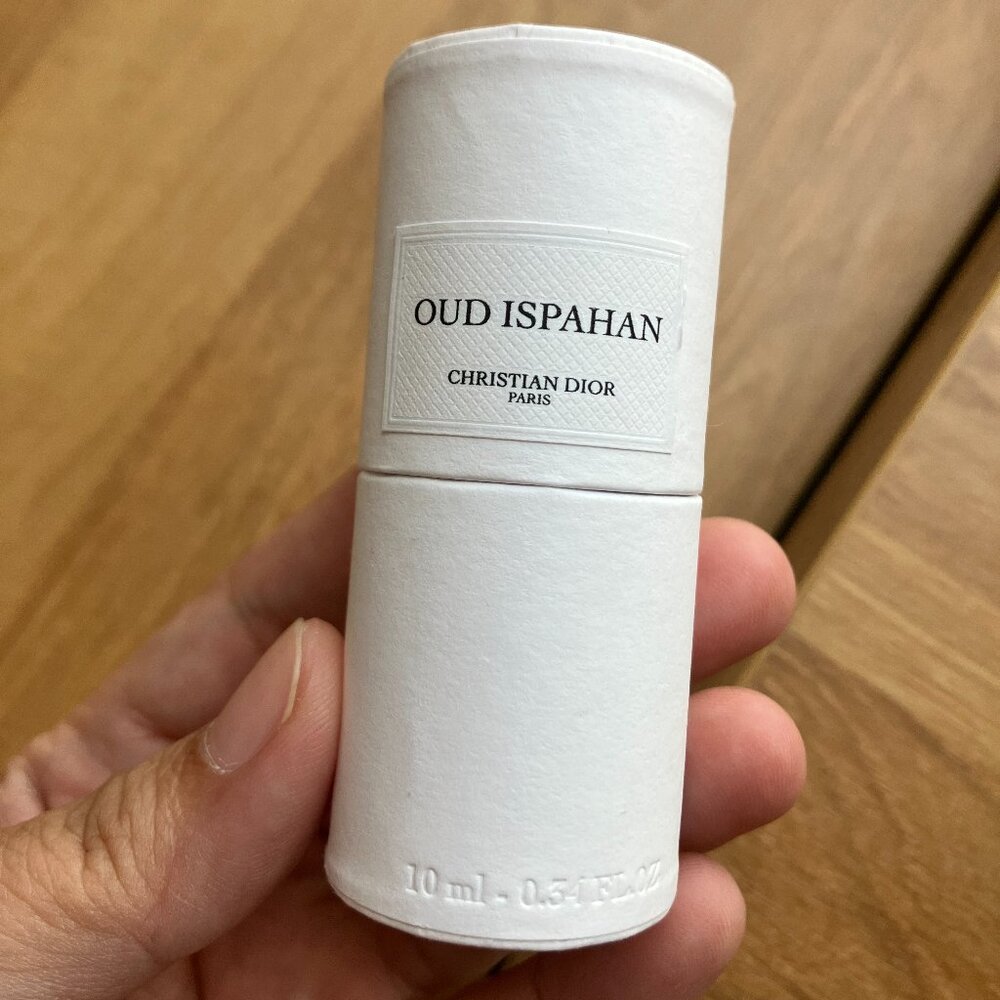 OUD ISPAHAN
CHRISTIAN DIOR
PARIS
10 ml - 0.34 FL.OZ